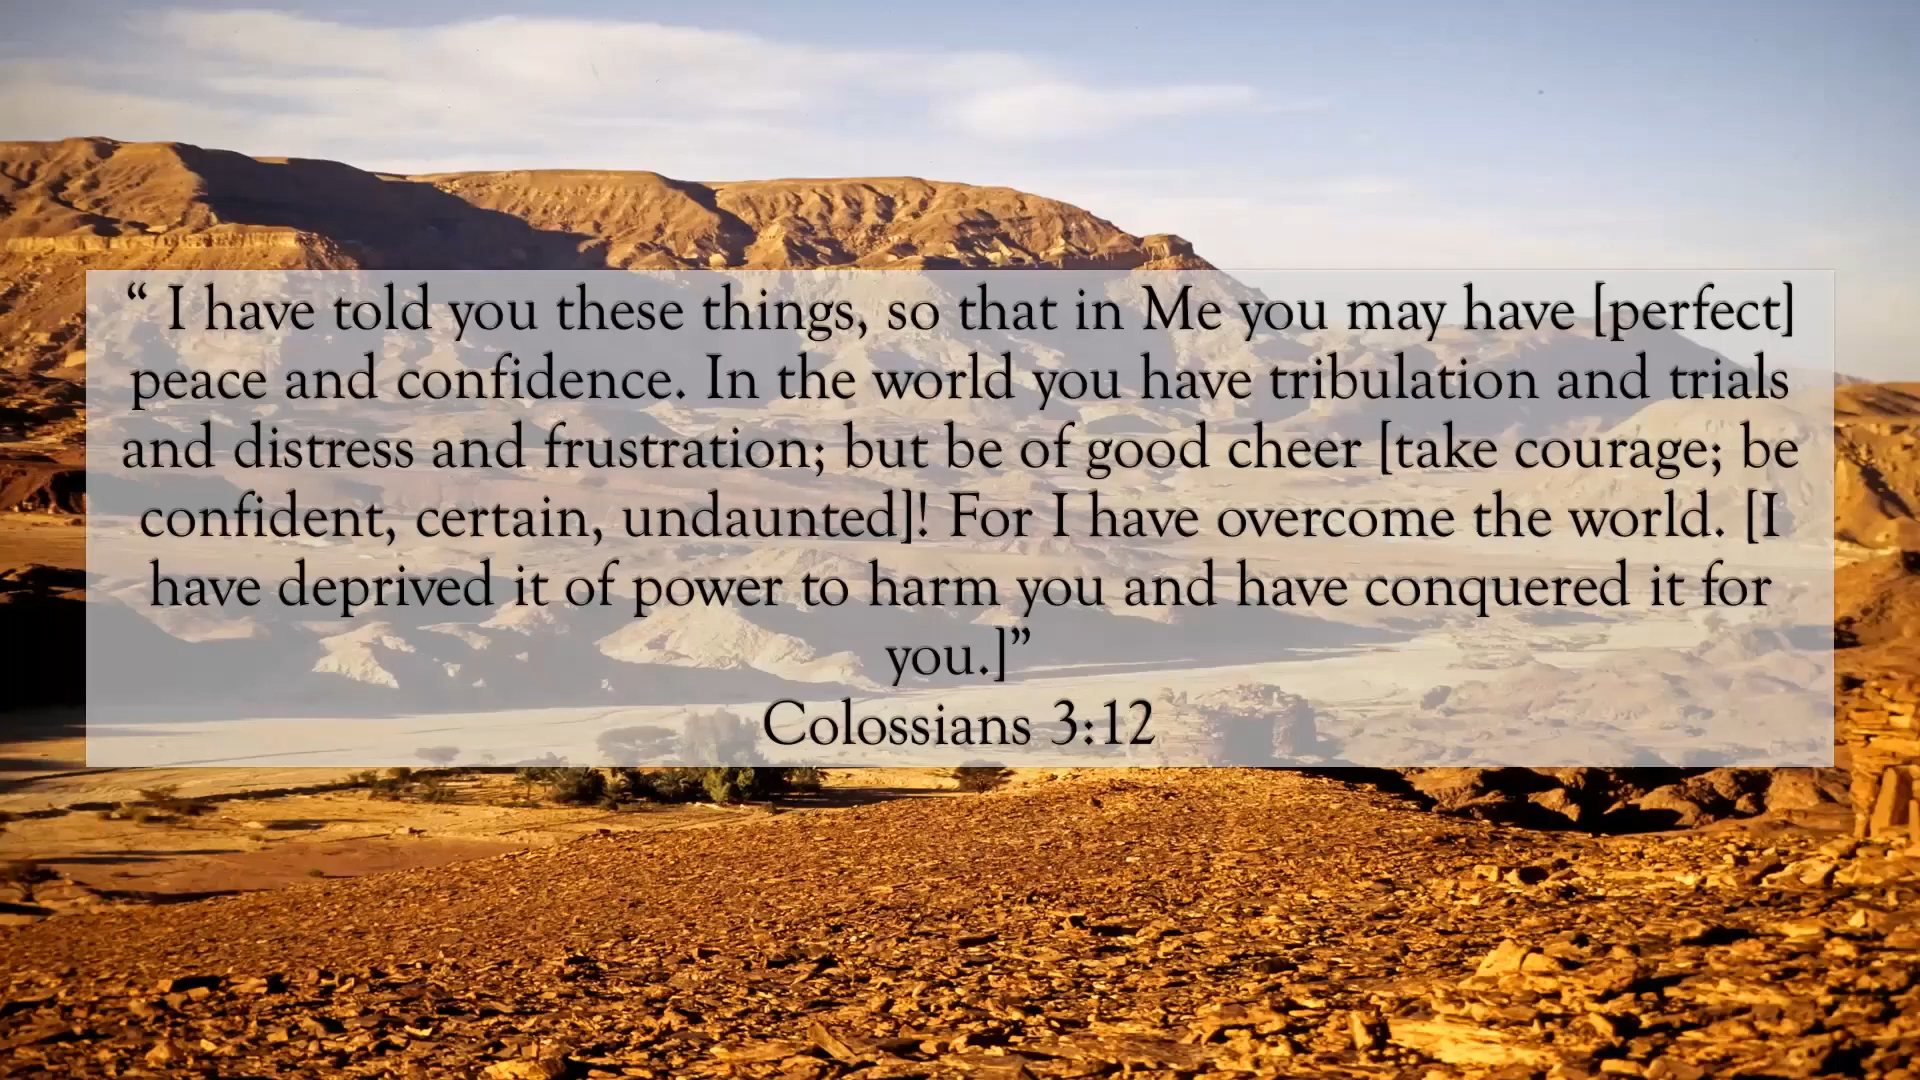 “ I have told you these things, so that in Me you may have [perfect]
peace and confidence. In the world you have tribulation and trials
and distress and frustration; but be of good cheer [take courage; be
confident, certain, undaunted]! For I have overcome the world. [I
have deprived it of power to harm you and have conquered it for
you.]”
Colossians 3:12